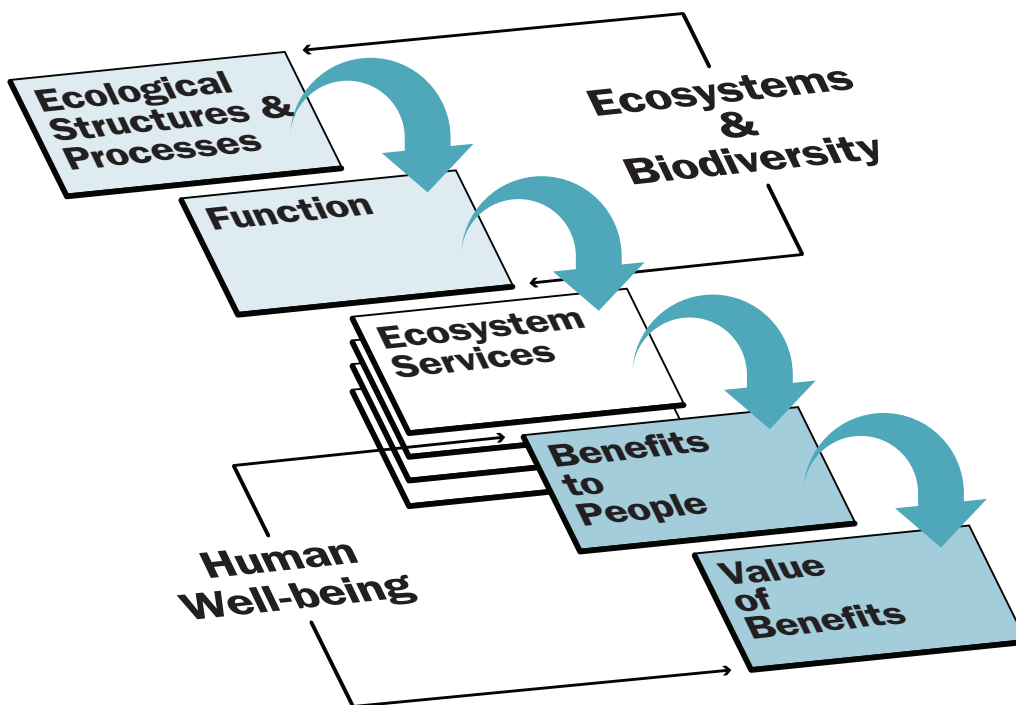 Ecological
Structures &
Processes
Ecosystems
&
Biodiversity
Function
Ecosystem
Services
Benefits
to
People
Human
Well-being
Value
of
Benefits